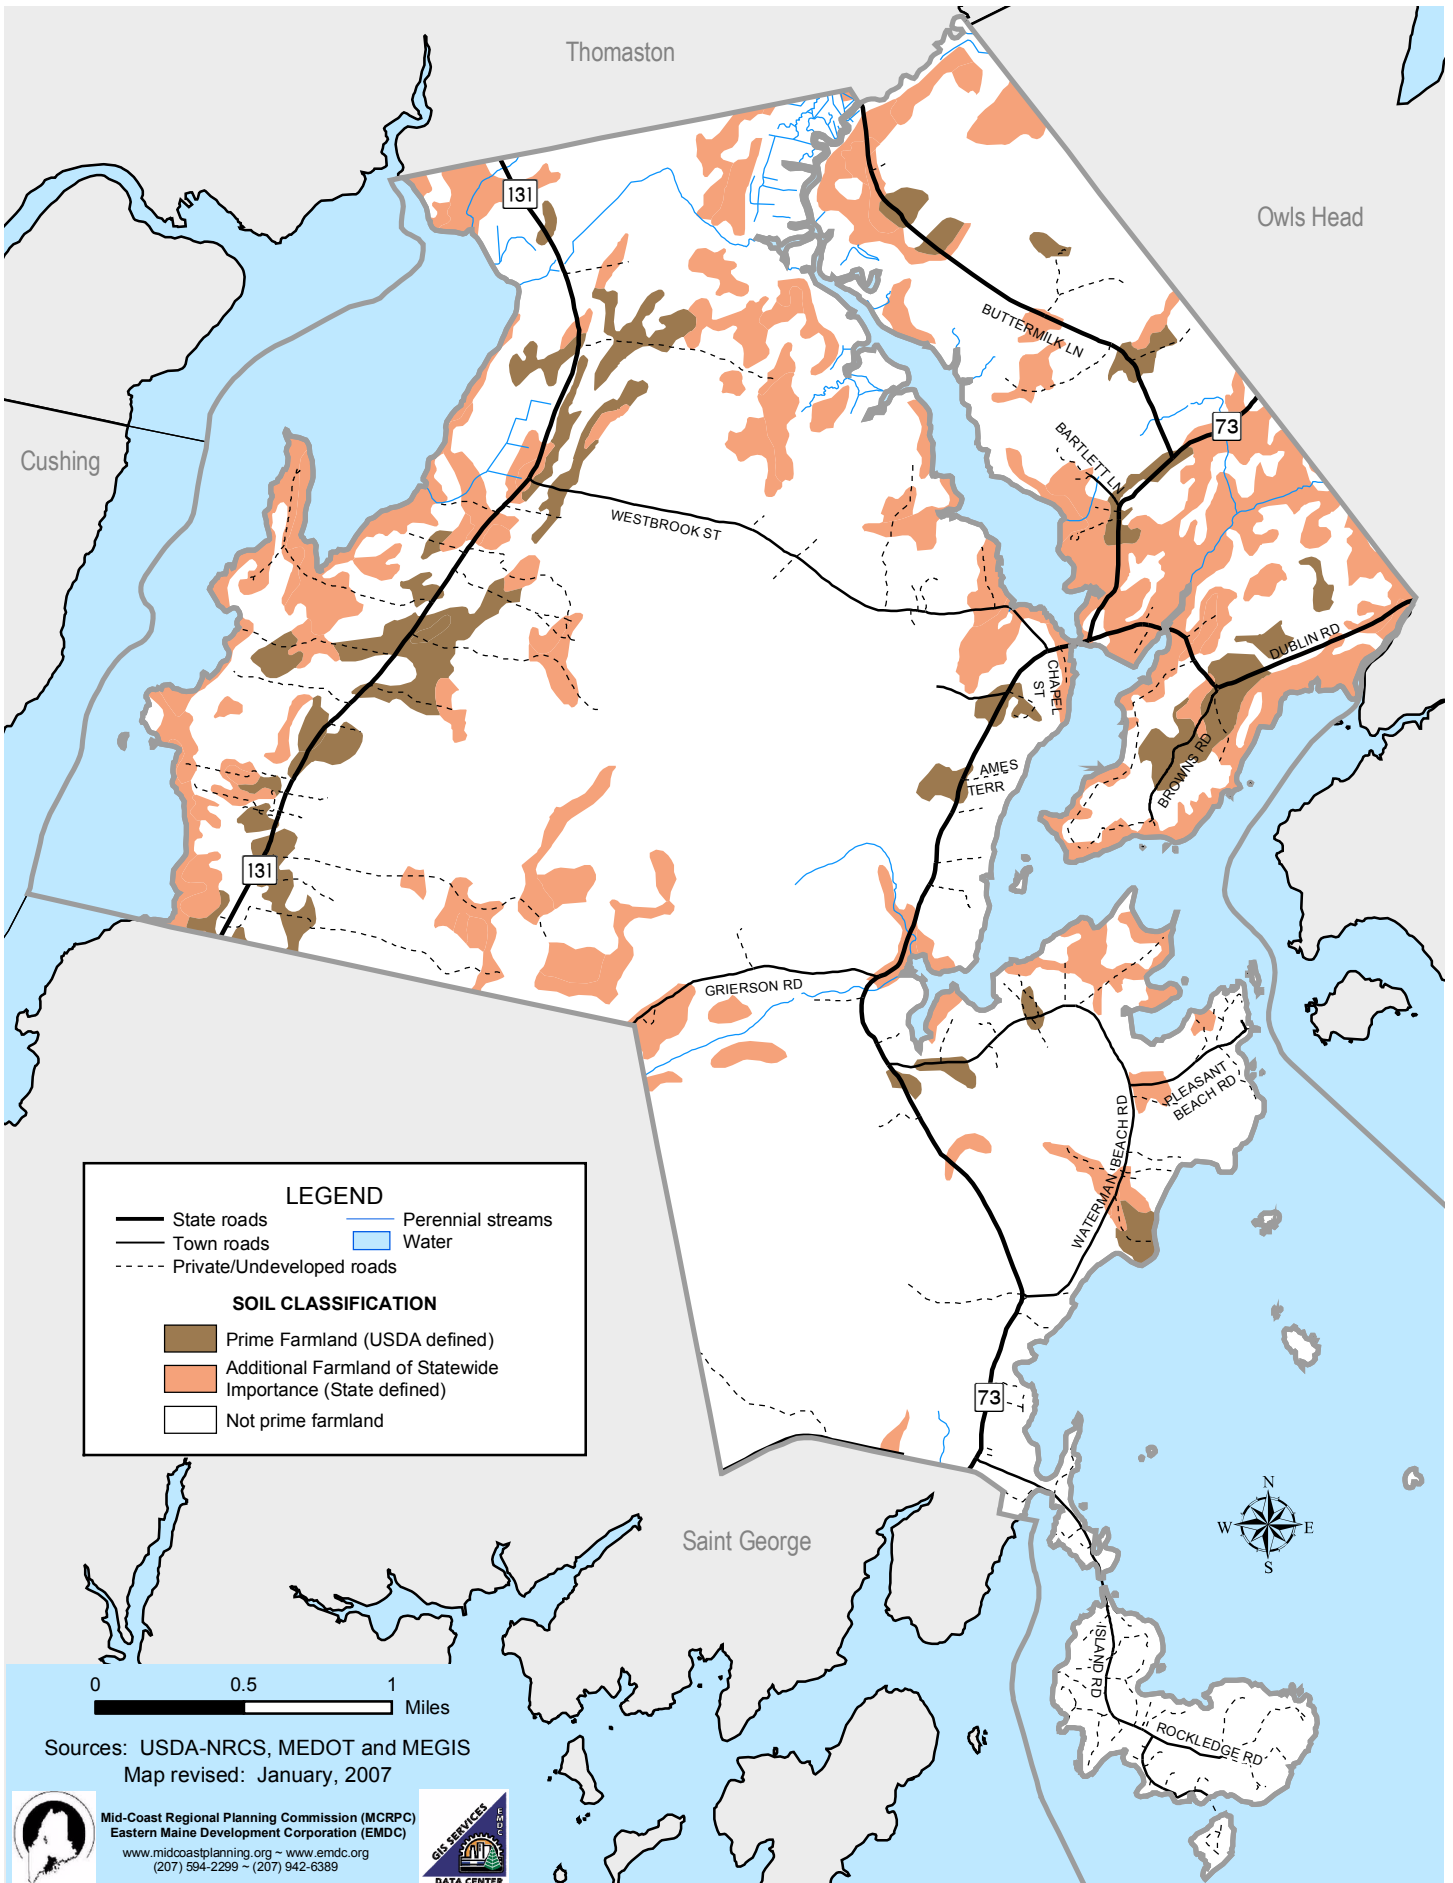 Thomaston
Owls Head
Cushing
131
BUTTERMILK LN
73
BARTLETT LN
WESTBROOK ST
DUBLIN RD
CHAPEL
ST
BROWNS RD
AMES
TERR
131
GRIERSON RD
PLEASANT
BEACH RD
WATERMAN BEACH RD
LEGEND
State roads
Perennial streams
Town roads
Water
Private/Undeveloped roads
SOIL CLASSIFICATION
Prime Farmland (USDA defined)
Additional Farmland of Statewide
Importance (State defined)
Not prime farmland
73
Saint George
N
W E
S
ISLAND RD
ROCKLEDGE RD
0 0.5 1
Miles
Sources: USDA-NRCS, MEDOT and MEGIS
Map revised: January, 2007
Mid-Coast Regional Planning Commission (MCRPC)
Eastern Maine Development Corporation (EMDC)
www.midcoastplanning.org ~ www.emdc.org
(207) 594-2299 ~ (207) 942-6389
GIS SERVICES
EMDC
DATA CENTER